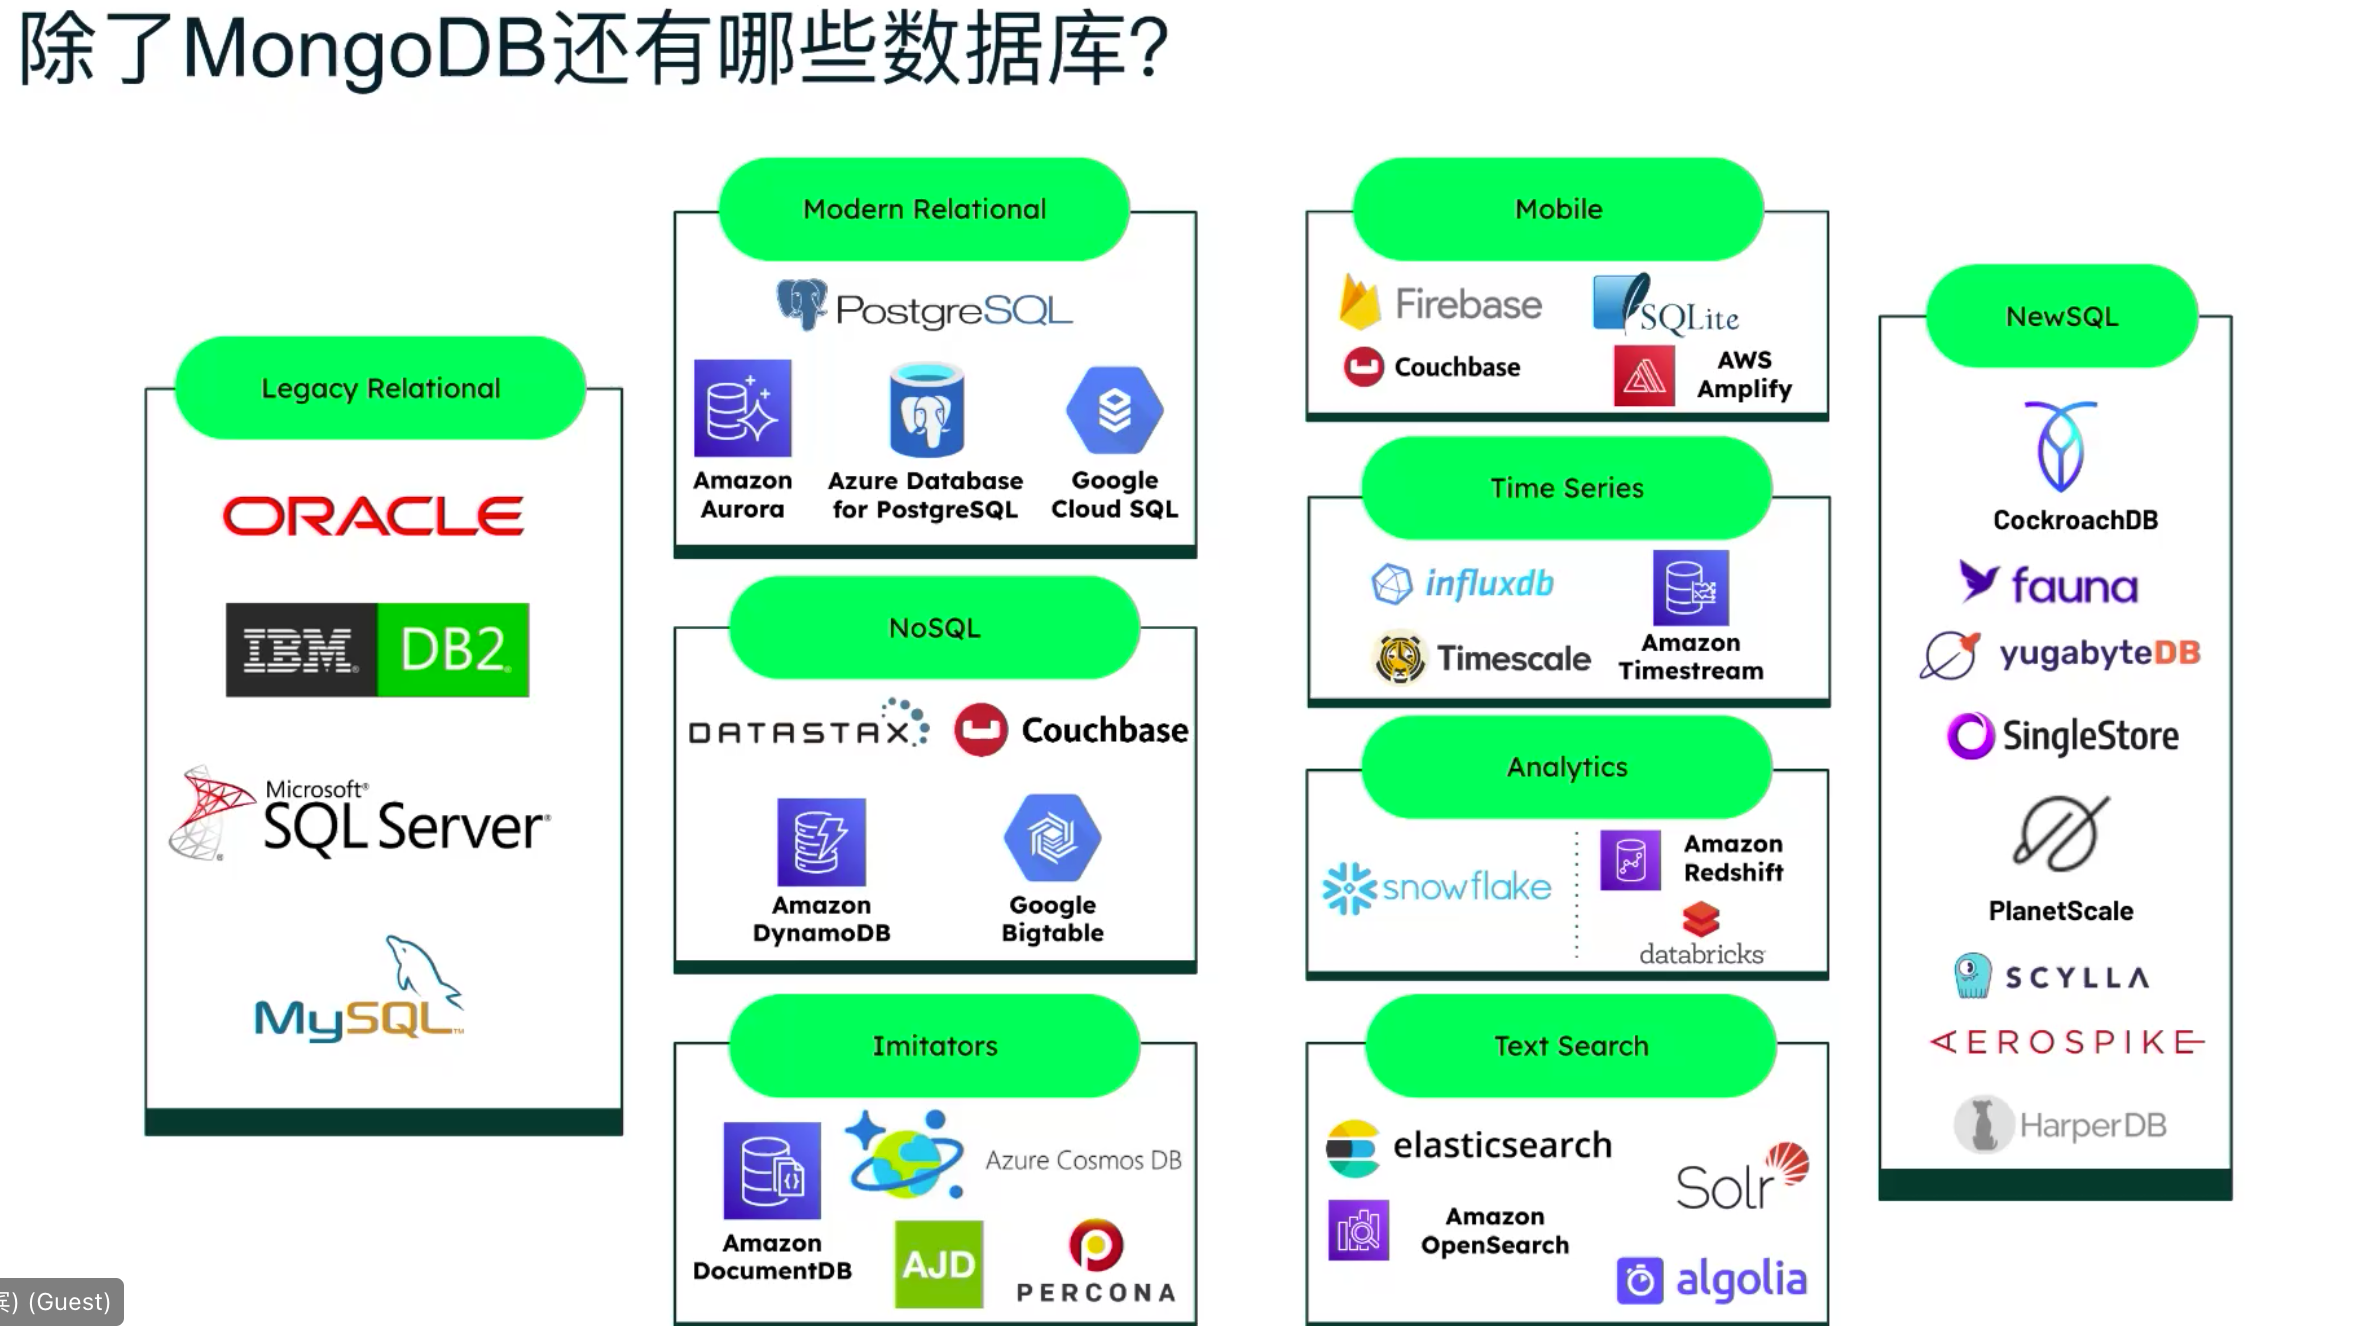 除了MongoDB还有哪些数据库?
Legacy Relational
ORACLE
IBM® DB2®
Microsoft®
SQL Server®
MySQL™
Modern Relational
PostgreSQL
Amazon
Aurora
Azure Database
for PostgreSQL
Google
Cloud SQL
NoSQL
DATASTAX
Couchbase
Amazon
DynamoDB
Google
Bigtable
Imitators
Amazon
DocumentDB
Azure Cosmos DB
AJD
PERCONA
Mobile
Firebase
SQLite
Couchbase
AWS
Amplify
Time Series
influxdb
Timescale
Amazon
Timestream
Analytics
snowflake
Amazon
Redshift
databricks
Text Search
elasticsearch
Solr
Amazon
OpenSearch
algolia
NewSQL
CockroachDB
fauna
yugabyteDB
SingleStore
PlanetScale
SCYLLA
AEROSPIKE
HarperDB
) (Guest)